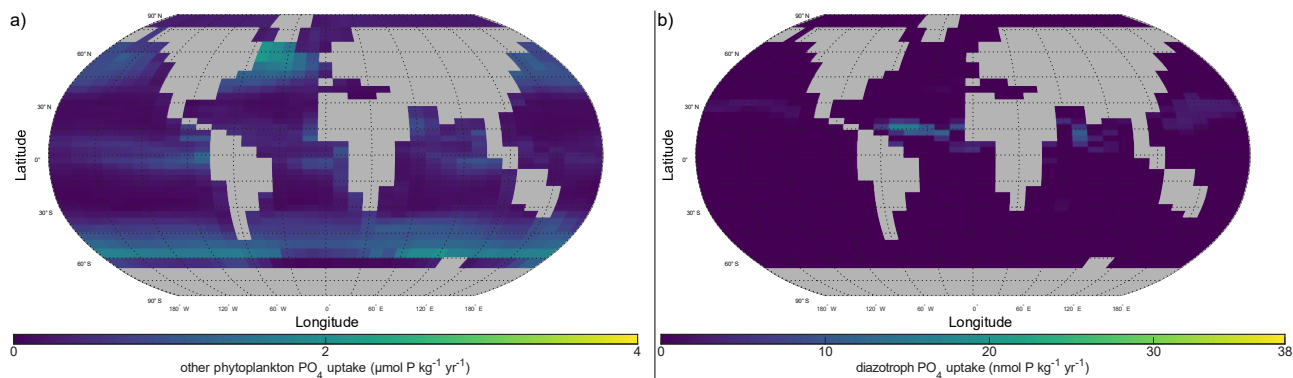 a)
90° N
60° N
30° N
0°
30° S
60° S
90° S
Latitude
180° W
120° W
60° W
0°
60° E
120° E
180° E
Longitude
0
2
4
other phytoplankton PO4 uptake (μmol P kg-1 yr-1)
b)
90° N
60° N
30° N
0°
30° S
60° S
90° S
Latitude
180° W
120° W
60° W
0°
60° E
120° E
180° E
Longitude
0
10
20
30
38
diazotroph PO4 uptake (nmol P kg-1 yr-1)